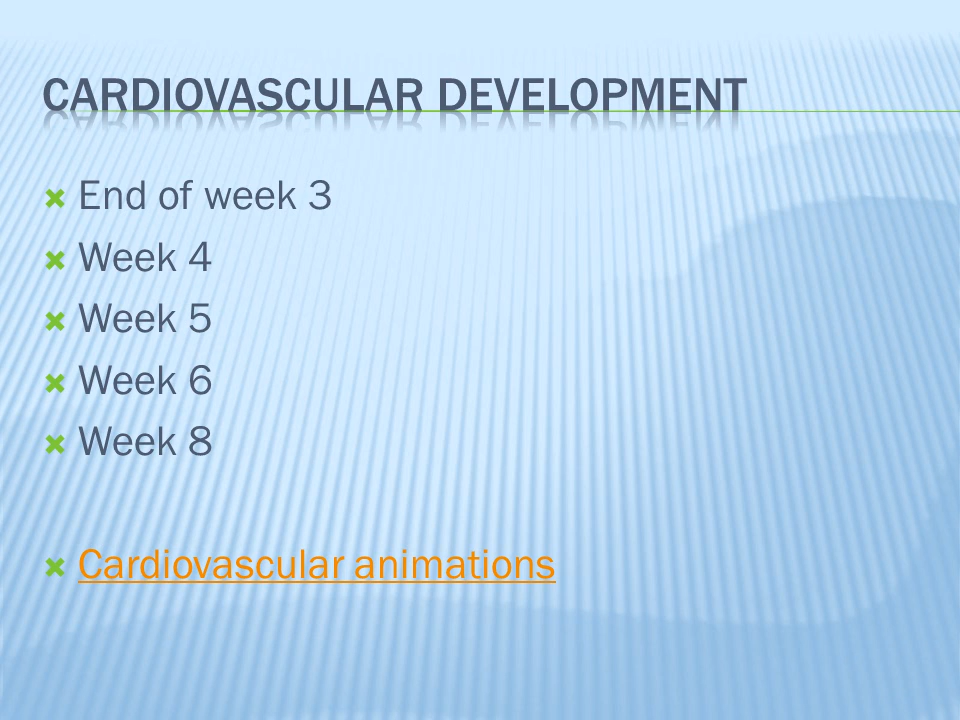 CARDIOVASCULAR DEVELOPMENT
End of week 3
Week 4
Week 5
Week 6
Week 8
Cardiovascular animations